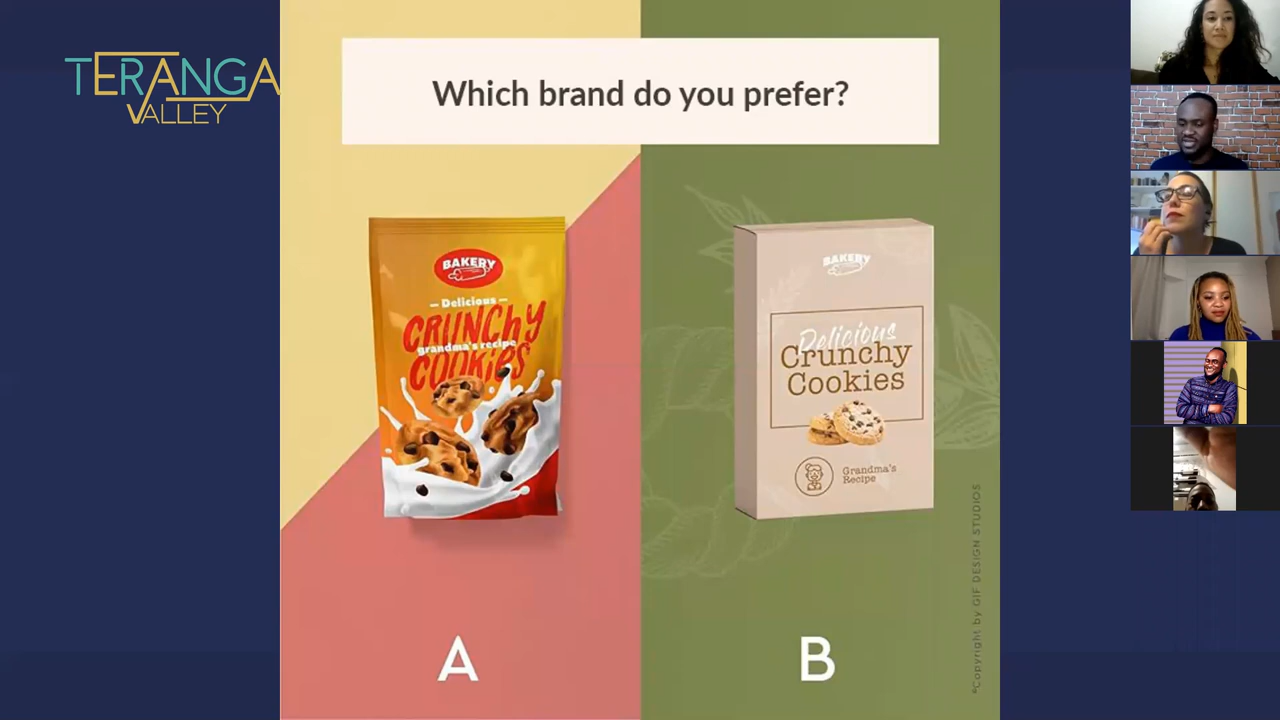 TERANGA
VALLEY
Which brand do you prefer?
BAKERY
— Delicious —
CRUNCHY
grandma's recipe
COOKIES
BAKERY
Delicious
Crunchy
Cookies
Grandma's
Recipe
A
B
*Copyright by GIF DESIGN STUDIOS